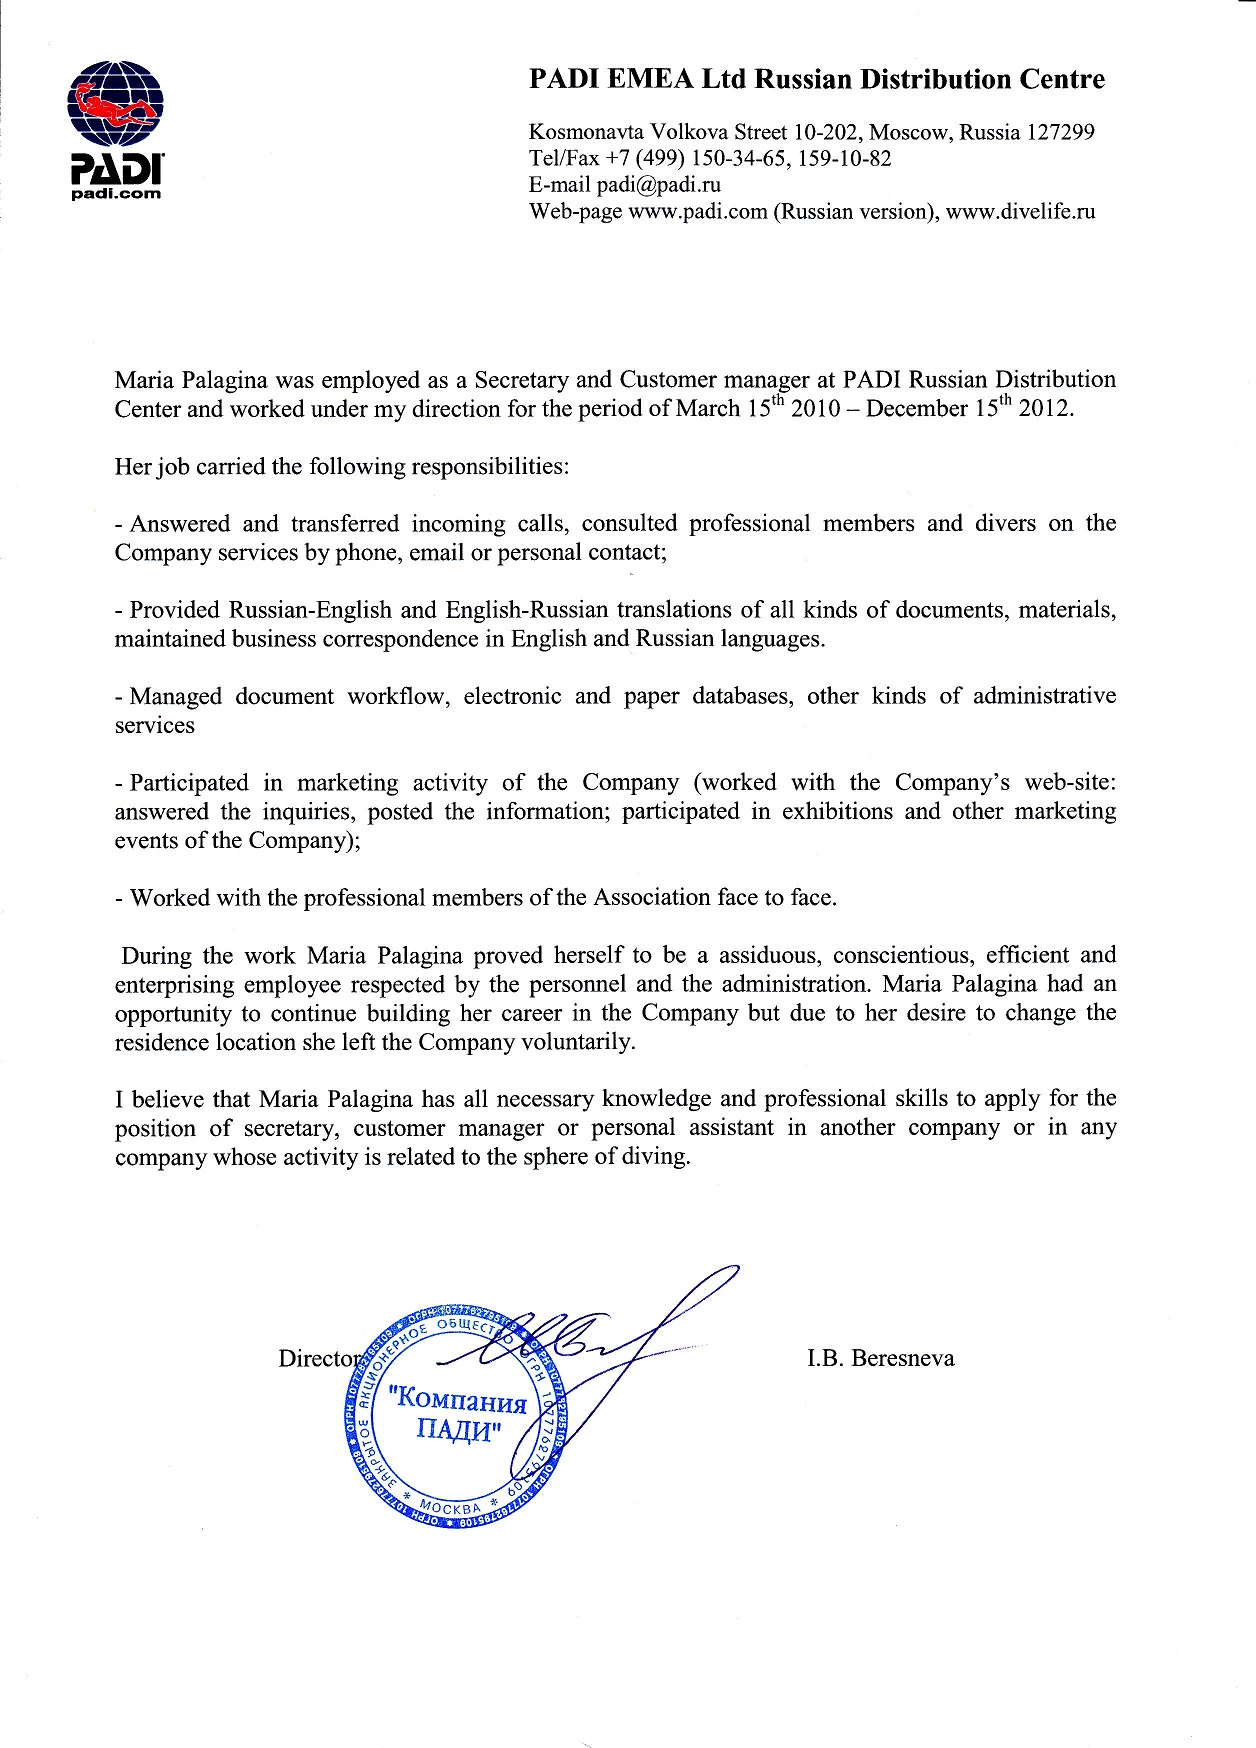 PADI
padi.com
PADI EMEA Ltd Russian Distribution Centre
Kosmonavta Volkova Street 10-202, Moscow, Russia 127299
Tel/Fax +7 (499) 150-34-65, 159-10-82
E-mail padi@padi.ru
Web-page www.padi.com (Russian version), www.divelife.ru
Maria Palagina was employed as a Secretary and Customer manager at PADI Russian Distribution
Center and worked under my direction for the period of March 15th 2010 – December 15th 2012.
Her job carried the following responsibilities:
- Answered and transferred incoming calls, consulted professional members and divers on the
Company services by phone, email or personal contact;
- Provided Russian-English and English-Russian translations of all kinds of documents, materials,
maintained business correspondence in English and Russian languages.
- Managed document workflow, electronic and paper databases, other kinds of administrative
services
- Participated in marketing activity of the Company (worked with the Company’s web-site:
answered the inquiries, posted the information; participated in exhibitions and other marketing
events of the Company);
- Worked with the professional members of the Association face to face.
During the work Maria Palagina proved herself to be a assiduous, conscientious, efficient and
enterprising employee respected by the personnel and the administration. Maria Palagina had an
opportunity to continue building her career in the Company but due to her desire to change the
residence location she left the Company voluntarily.
I believe that Maria Palagina has all necessary knowledge and professional skills to apply for the
position of secretary, customer manager or personal assistant in another company or in any
company whose activity is related to the sphere of diving.
Director
I.B. Beresneva
ЗАКРЫТОЕ АКЦИОНЕРНОЕ ОБЩЕСТВО
"Компания
ПАДИ"
* МОСКВА *